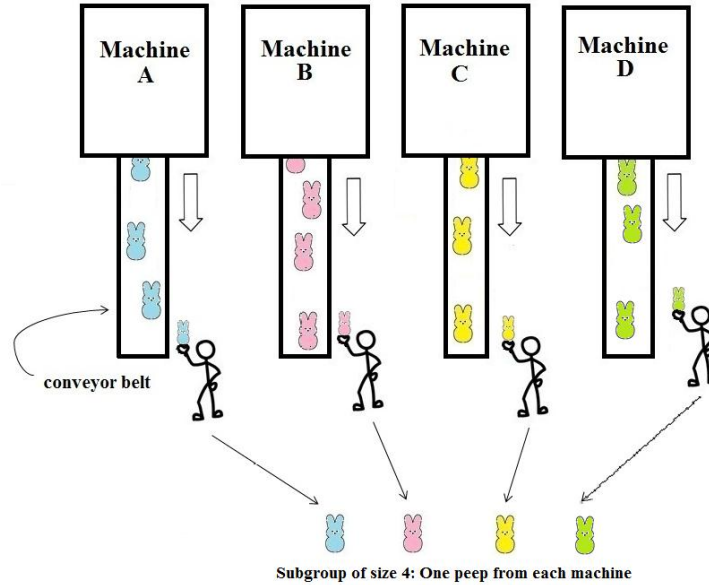 Machine
A
Machine
B
Machine
C
Machine
D
conveyor belt
Subgroup of size 4: One peep from each machine